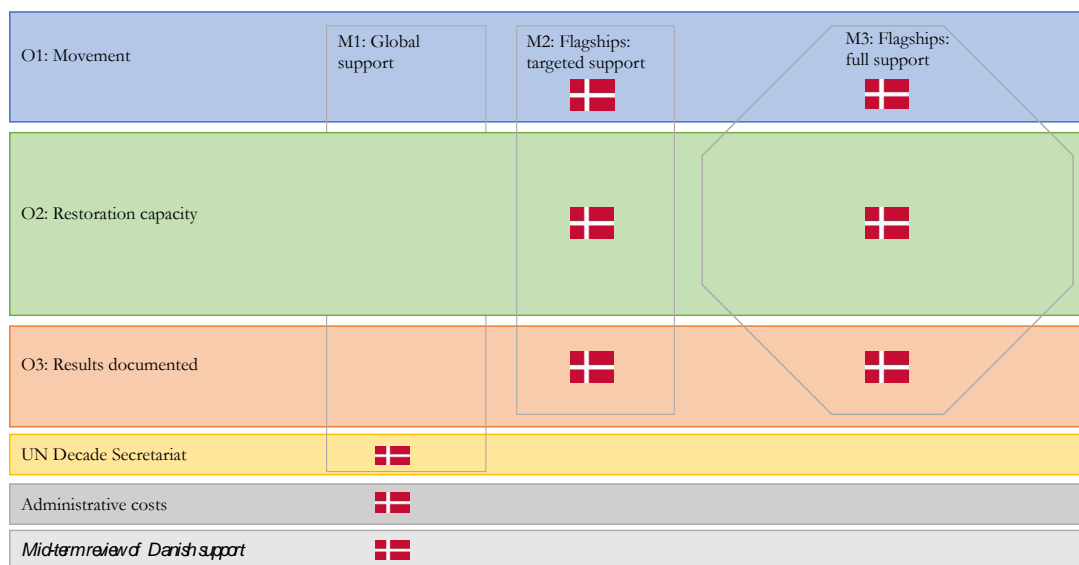 O1: Movement
M1: Global
support
M2: Flagships:
targeted support
M3: Flagships:
full support
O2: Restoration capacity
O3: Results documented
UN Decade Secretariat
Administrative costs
Mid-term review of Danish support